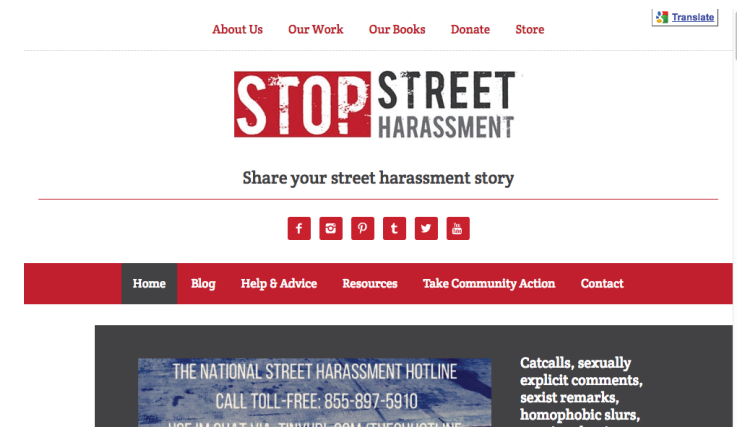 Translate
About Us Our Work Our Books Donate Store
STOP STREET
HARASSMENT
Share your street harassment story
Home Blog Help & Advice Resources Take Community Action Contact
THE NATIONAL STREET HARASSMENT HOTLINE
CALL TOLL-FREE: 855-897-5910
Catcalls, sexually
explicit comments,
sexist remarks,
homophobic slurs,